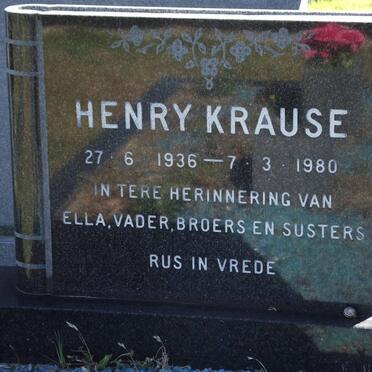 HENRY KRAUSE
27 · 6 · 1936 — 7 · 3 · 1980
IN TERE HERINNERING VAN
ELLA, VADER, BROERS EN SUSTERS
RUS IN VREDE